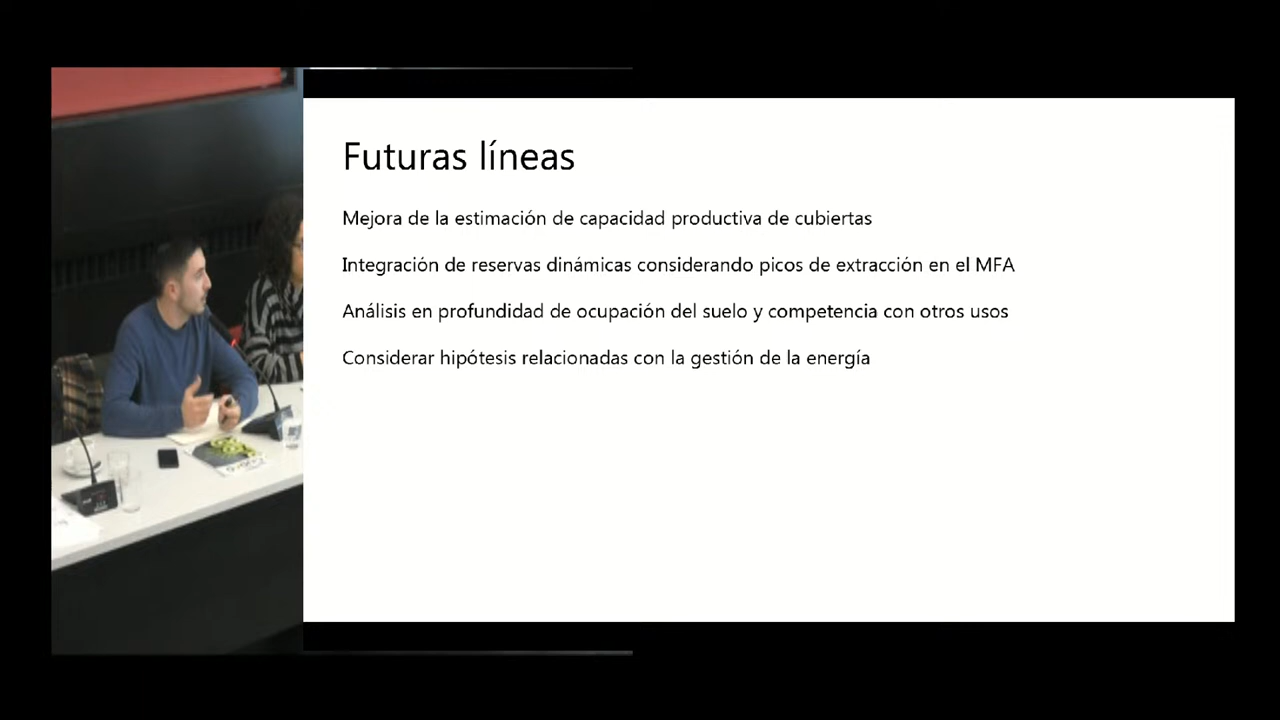 Futuras líneas
Mejora de la estimación de capacidad productiva de cubiertas
Integración de reservas dinámicas considerando picos de extracción en el MFA
Análisis en profundidad de ocupación del suelo y competencia con otros usos
Considerar hipótesis relacionadas con la gestión de la energía